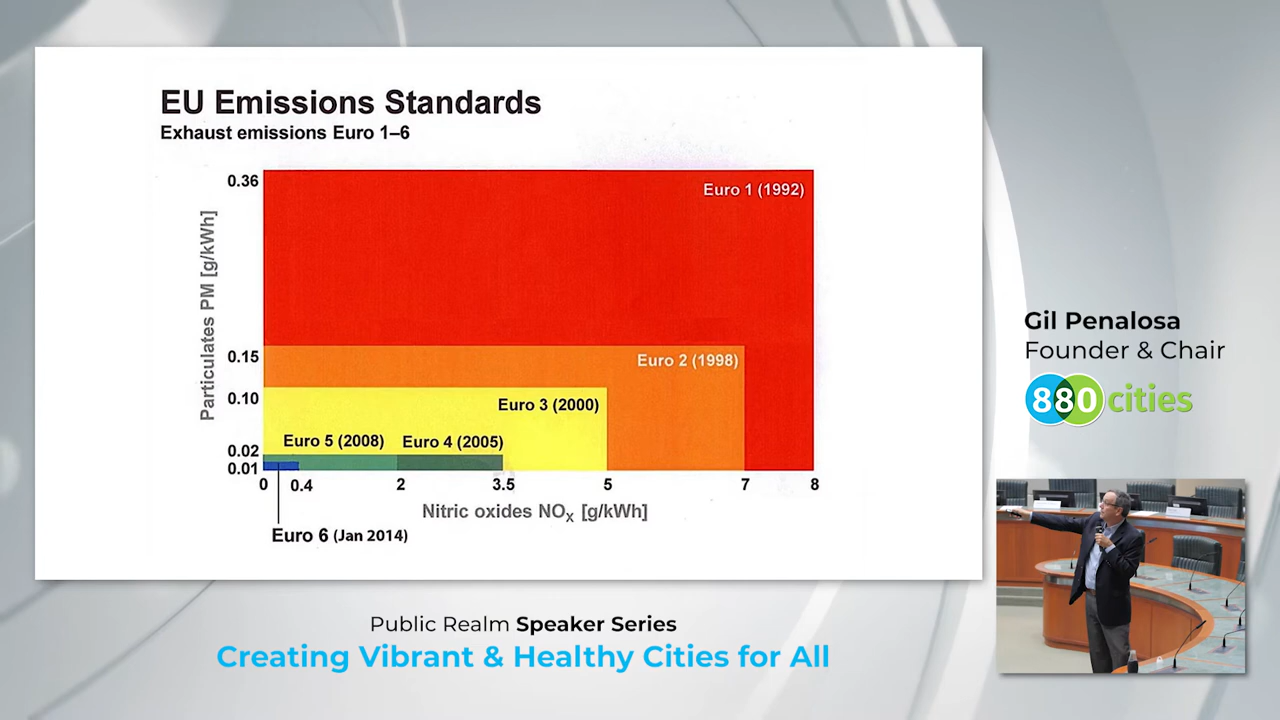 EU Emissions Standards
Exhaust emissions Euro 1–6
0.36
0.15
0.10
0.02
0.01
Particulates PM [g/kWh]
Euro 1 (1992)
Euro 2 (1998)
Euro 3 (2000)
Euro 5 (2008)
Euro 4 (2005)
0
0.4
2
3.5
5
7
8
Nitric oxides NOX [g/kWh]
Euro 6 (Jan 2014)
Gil Penalosa
Founder & Chair
880 cities
Public Realm Speaker Series
Creating Vibrant & Healthy Cities for All